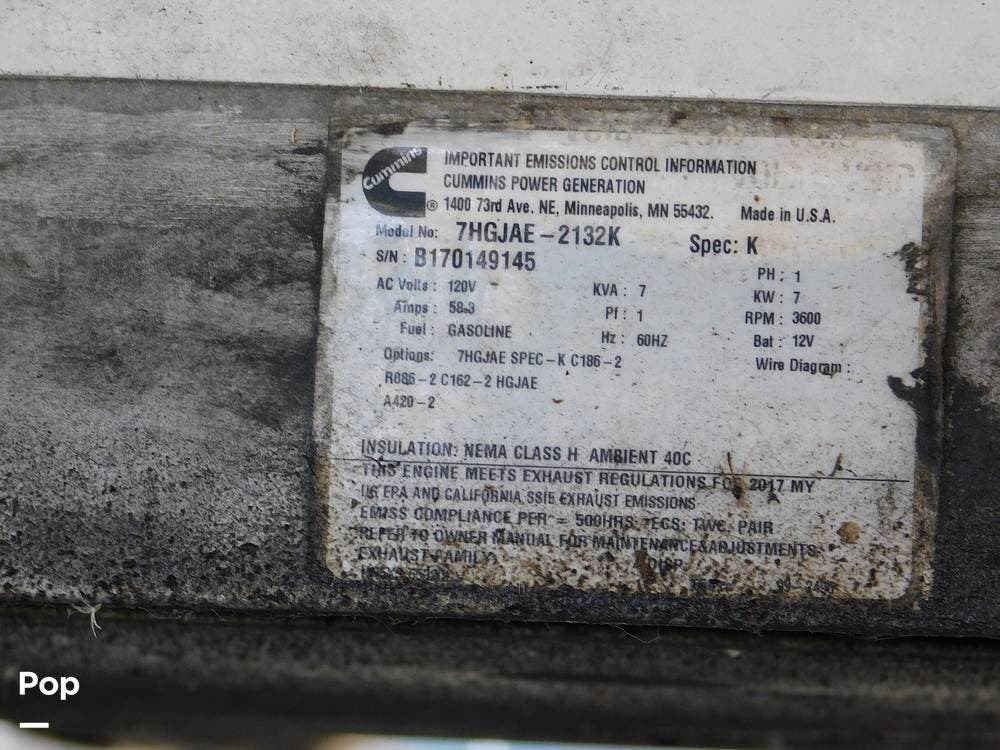 Cummins
IMPORTANT EMISSIONS CONTROL INFORMATION
CUMMINS POWER GENERATION
® 1400 73rd Ave. NE, Minneapolis, MN 55432. Made in U.S.A.
Model No: 7HGJAE-2132K Spec: K
S/N : B170149145
PH : 1
AC Volts : 120V KVA : 7 KW : 7
Amps : 58.3 Pf : 1 RPM : 3600
Fuel : GASOLINE Hz : 60HZ Bat : 12V
Options: 7HGJAE SPEC-K C186-2 Wire Diagram :
R086-2 C162-2 HGJAE
A420-2
INSULATION: NEMA CLASS H AMBIENT 40C
THIS ENGINE MEETS EXHAUST REGULATIONS FOR 2017 MY
US EPA AND CALIFORNIA SSIE EXHAUST EMISSIONS
EMISS COMPLIANCE PER = 500HRS. ECS: TWC, PAIR
REFER TO OWNER MANUAL FOR MAINTENANCE&ADJUSTMENTS
EXHAUST FAMILY DISP
Pop